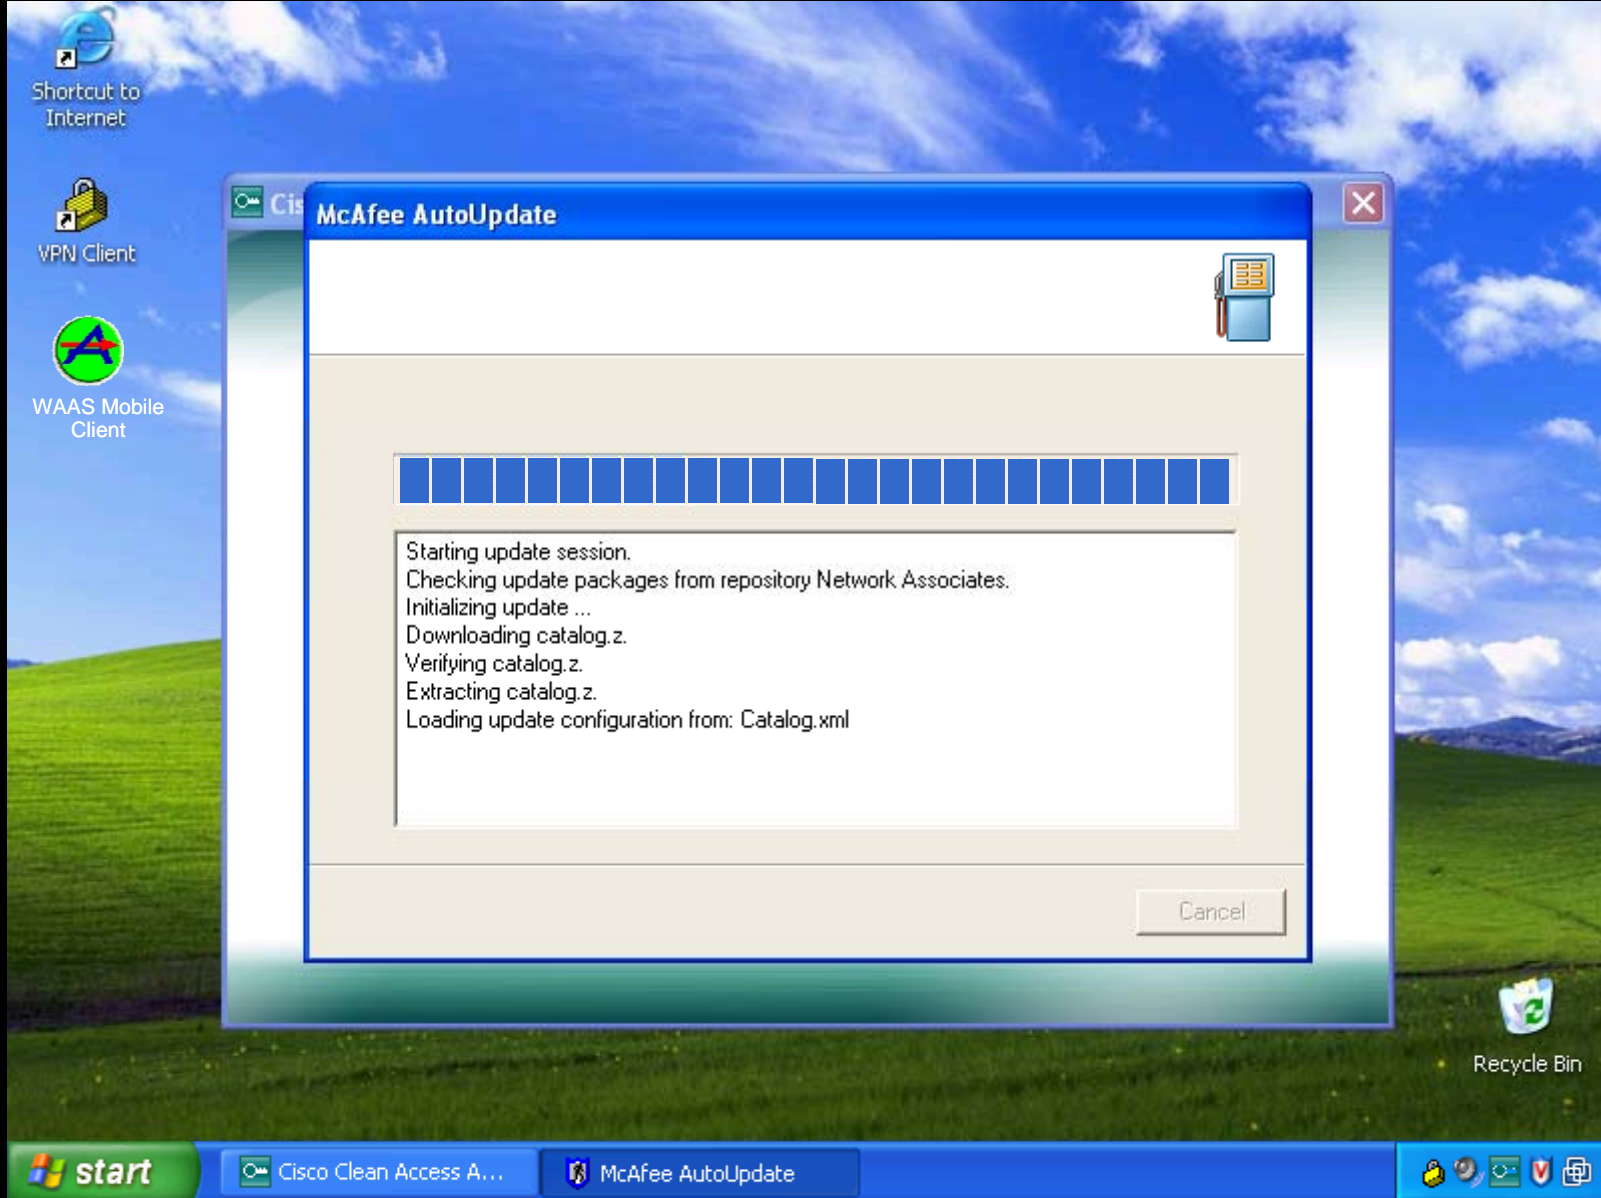 Shortcut to
Internet
VPN Client
WAAS Mobile
Client
Cis
McAfee AutoUpdate
Starting update session.
Checking update packages from repository Network Associates.
Initializing update ...
Downloading catalog.z.
Verifying catalog.z.
Extracting catalog.z.
Loading update configuration from: Catalog.xml
Cancel
Recycle Bin
start
Cisco Clean Access A...
McAfee AutoUpdate